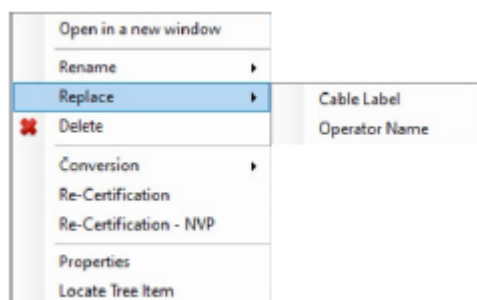 Open in a new window
Rename
Replace
Cable Label
Delete
Operator Name
Conversion
Re-Certification
Re-Certification - NVP
Properties
Locate Tree Item